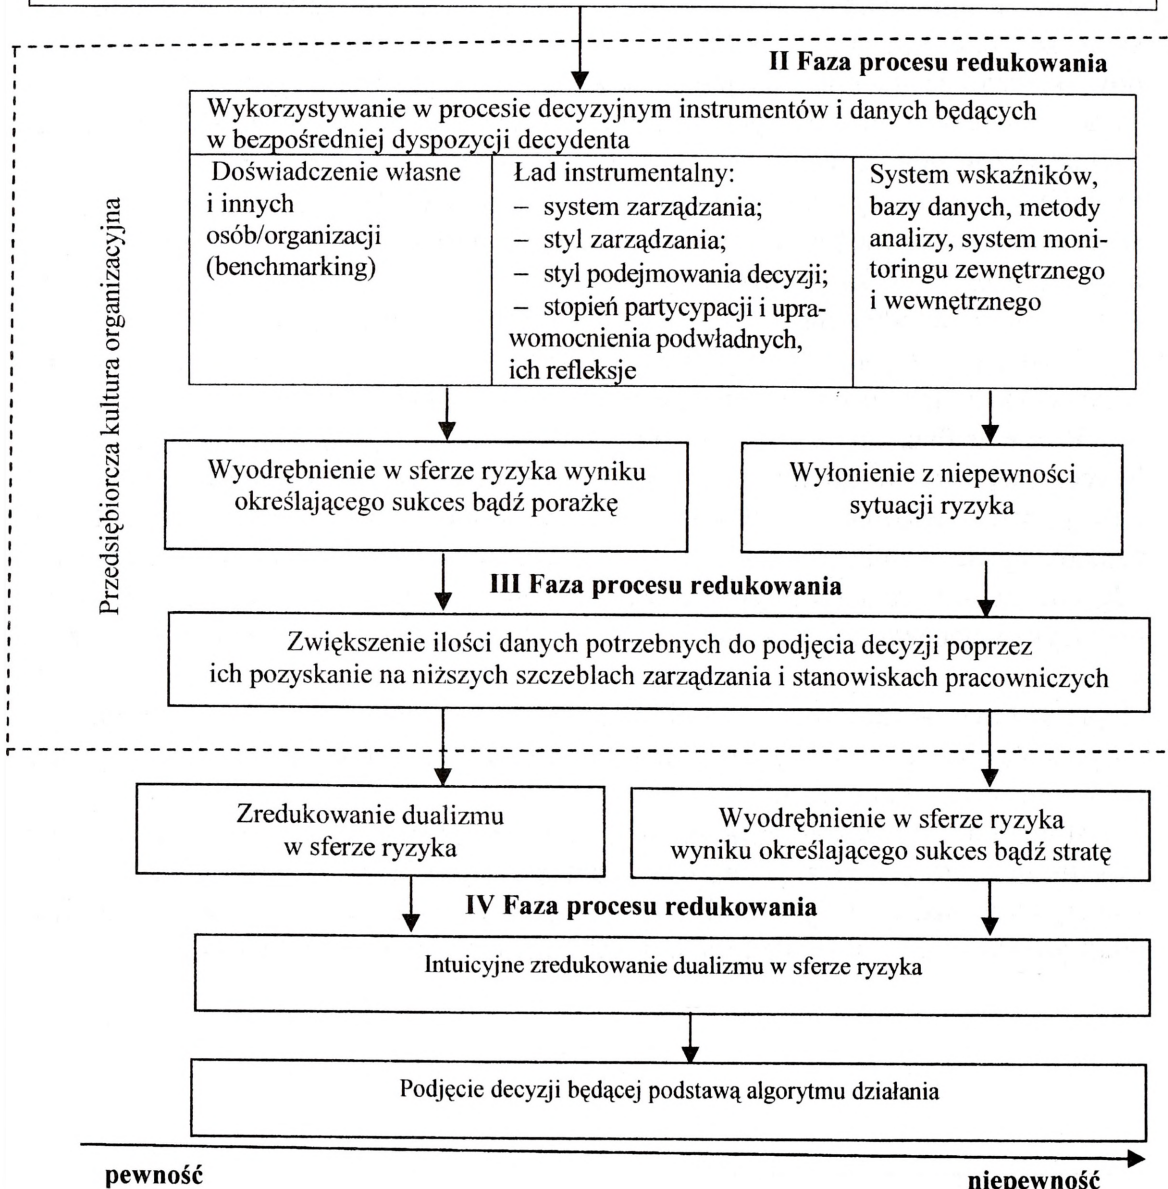 II Faza procesu redukowania
Wykorzystywanie w procesie decyzyjnym instrumentów i danych będących
w bezpośredniej dyspozycji decydenta
Doświadczenie własne
i innych
osób/organizacji
(benchmarking)
Ład instrumentalny:
– system zarządzania;
– styl zarządzania;
– styl podejmowania decyzji;
– stopień partycypacji i upra-
womocnienia podwładnych,
ich refleksje
System wskaźników,
bazy danych, metody
analizy, system moni-
toringu zewnętrznego
i wewnętrznego
Przedsiębiorcza kultura organizacyjna
Wyodrębnienie w sferze ryzyka wyniku
określającego sukces bądź porażkę
Wyłonienie z niepewności
sytuacji ryzyka
III Faza procesu redukowania
Zwiększenie ilości danych potrzebnych do podjęcia decyzji poprzez
ich pozyskanie na niższych szczeblach zarządzania i stanowiskach pracowniczych
Zredukowanie dualizmu
w sferze ryzyka
Wyodrębnienie w sferze ryzyka
wyniku określającego sukces bądź stratę
IV Faza procesu redukowania
Intuicyjne zredukowanie dualizmu w sferze ryzyka
Podjęcie decyzji będącej podstawą algorytmu działania
pewność
niepewność